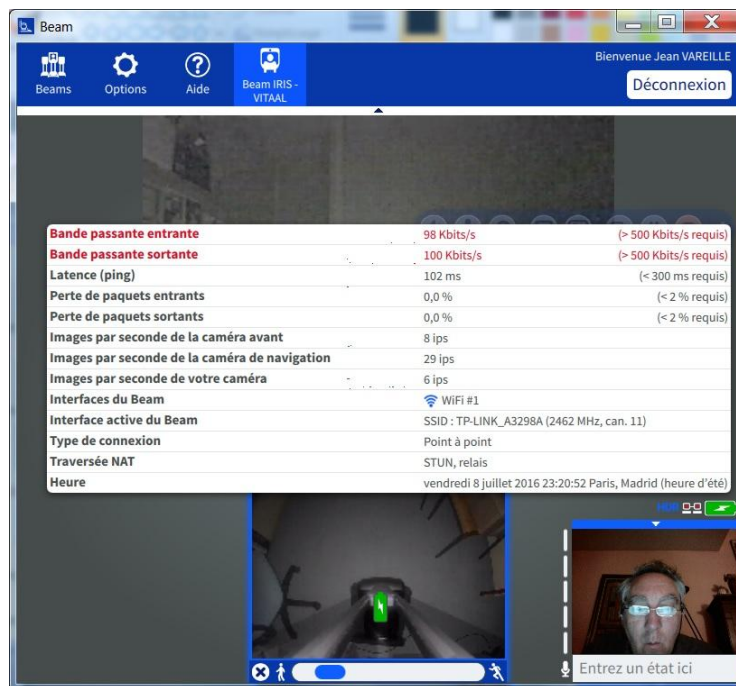 Beam
Bienvenue Jean VAREILLE
Beams
Options
Aide
Beam IRIS -
VITAAL
Déconnexion
Bande passante entrante 98 Kbits/s (> 500 Kbits/s requis)
Bande passante sortante 100 Kbits/s (> 500 Kbits/s requis)
Latence (ping) 102 ms (< 300 ms requis)
Perte de paquets entrants 0,0 % (< 2 % requis)
Perte de paquets sortants 0,0 % (< 2 % requis)
Images par seconde de la caméra avant 8 ips
Images par seconde de la caméra de navigation 29 ips
Images par seconde de votre caméra 6 ips
Interfaces du Beam WiFi #1
Interface active du Beam SSID : TP-LINK_A3298A (2462 MHz, can. 11)
Type de connexion Point à point
Traversée NAT STUN, relais
Heure vendredi 8 juillet 2016 23:20:52 Paris, Madrid (heure d'été)
Entrez un état ici